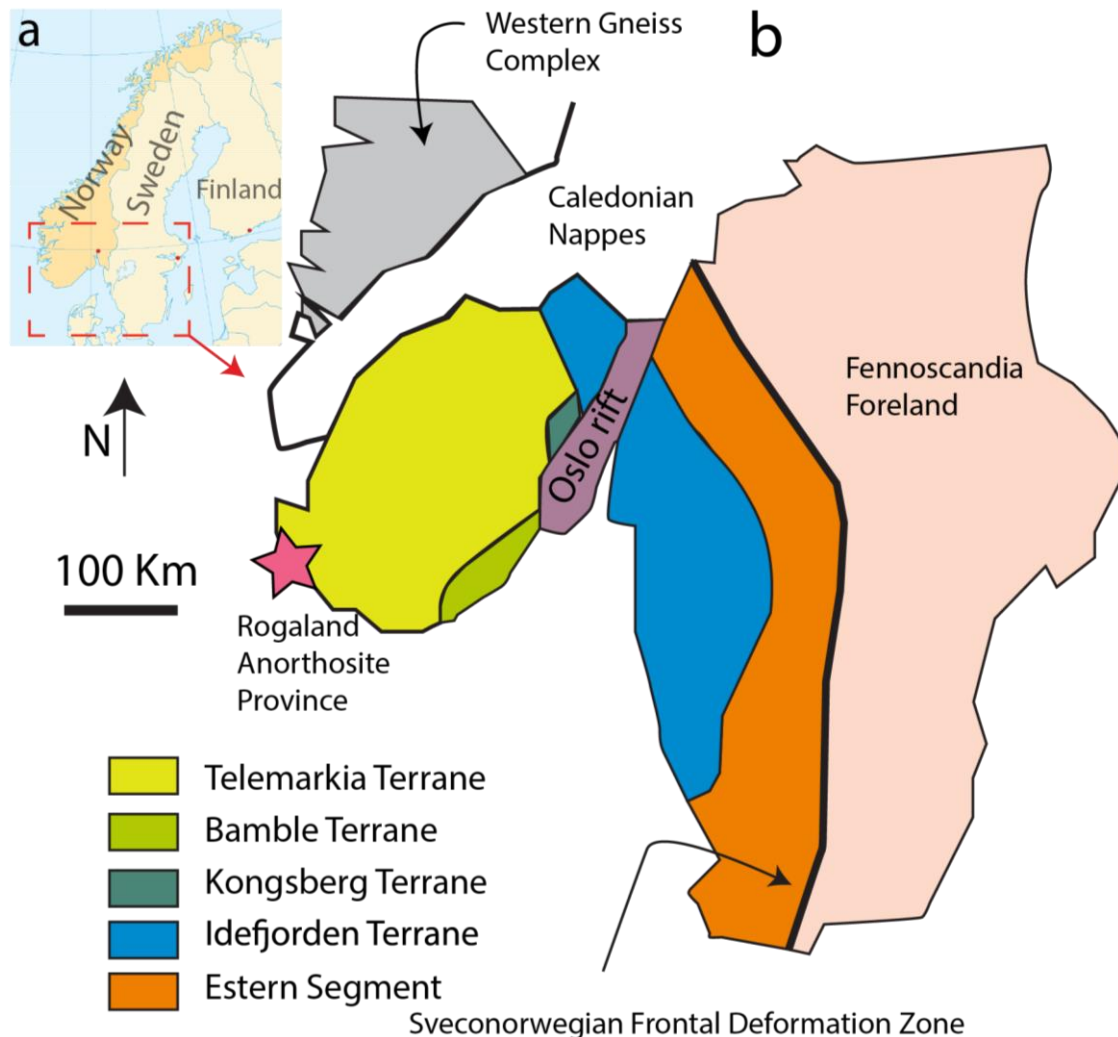 a
Norway
Sweden
Finland
Western Gneiss
Complex
b
Caledonian
Nappes
Fennoscandia
Foreland
Oslo rift
N
100 Km
Rogaland
Anorthosite
Province
Telemarkia Terrane
Bamble Terrane
Kongsberg Terrane
Idefjorden Terrane
Estern Segment
Sveconorwegian Frontal Deformation Zone